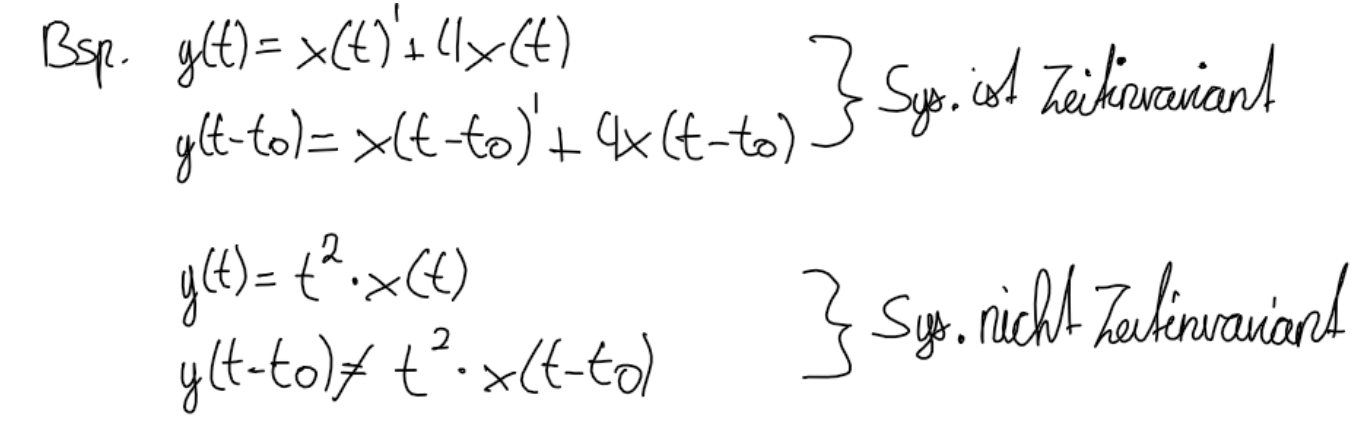 Bsp. y(t) = x(t)' + 4x(t)
y(t-t0) = x(t-t0)' + 4x(t-t0) } Sys. ist Zeitinvariant
y(t) = t² · x(t)
y(t-t0) ≠ t² · x(t-t0) } Sys. nicht Zeitinvariant